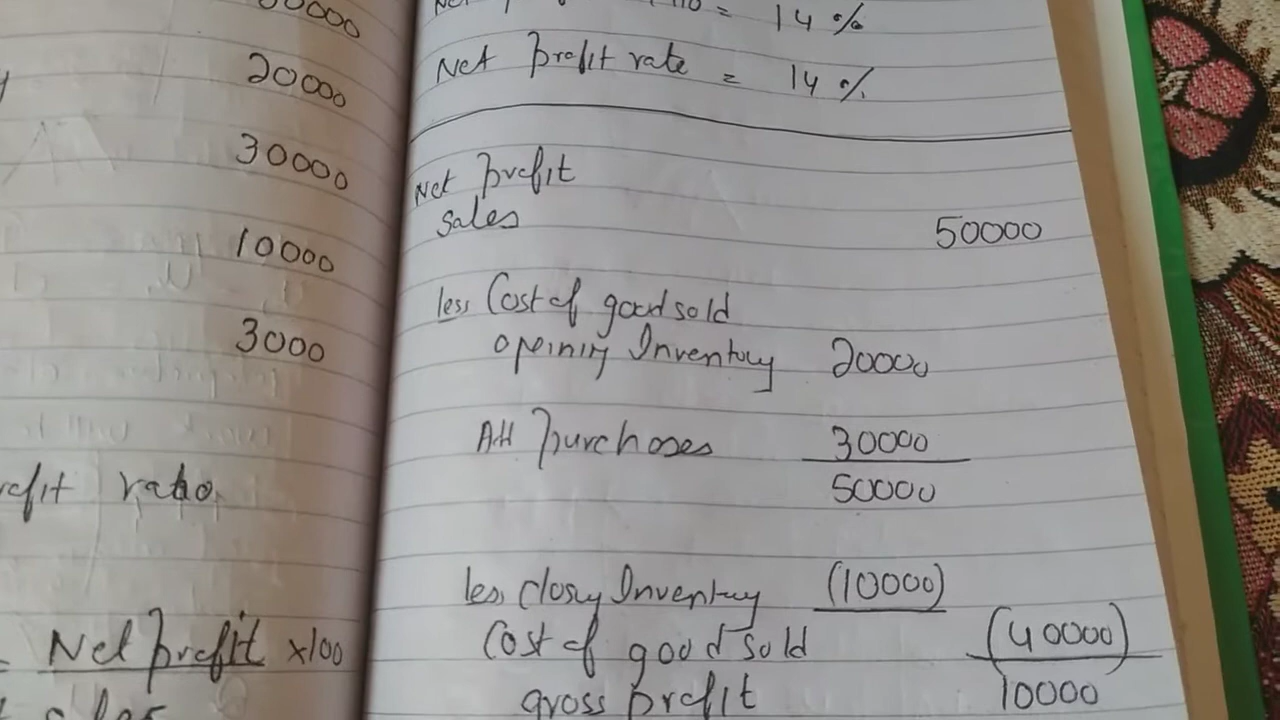 20000
30000
10000
3000
ratio
Net profit ×100
= 14 %
Net profit rate = 14 %
Net profit
Sales 50000
less Cost of good sold
opening Inventory 20000
Add purchases 30000
50000
less closing Inventory (10000)
Cost of good sold (40000)
gross profit 10000